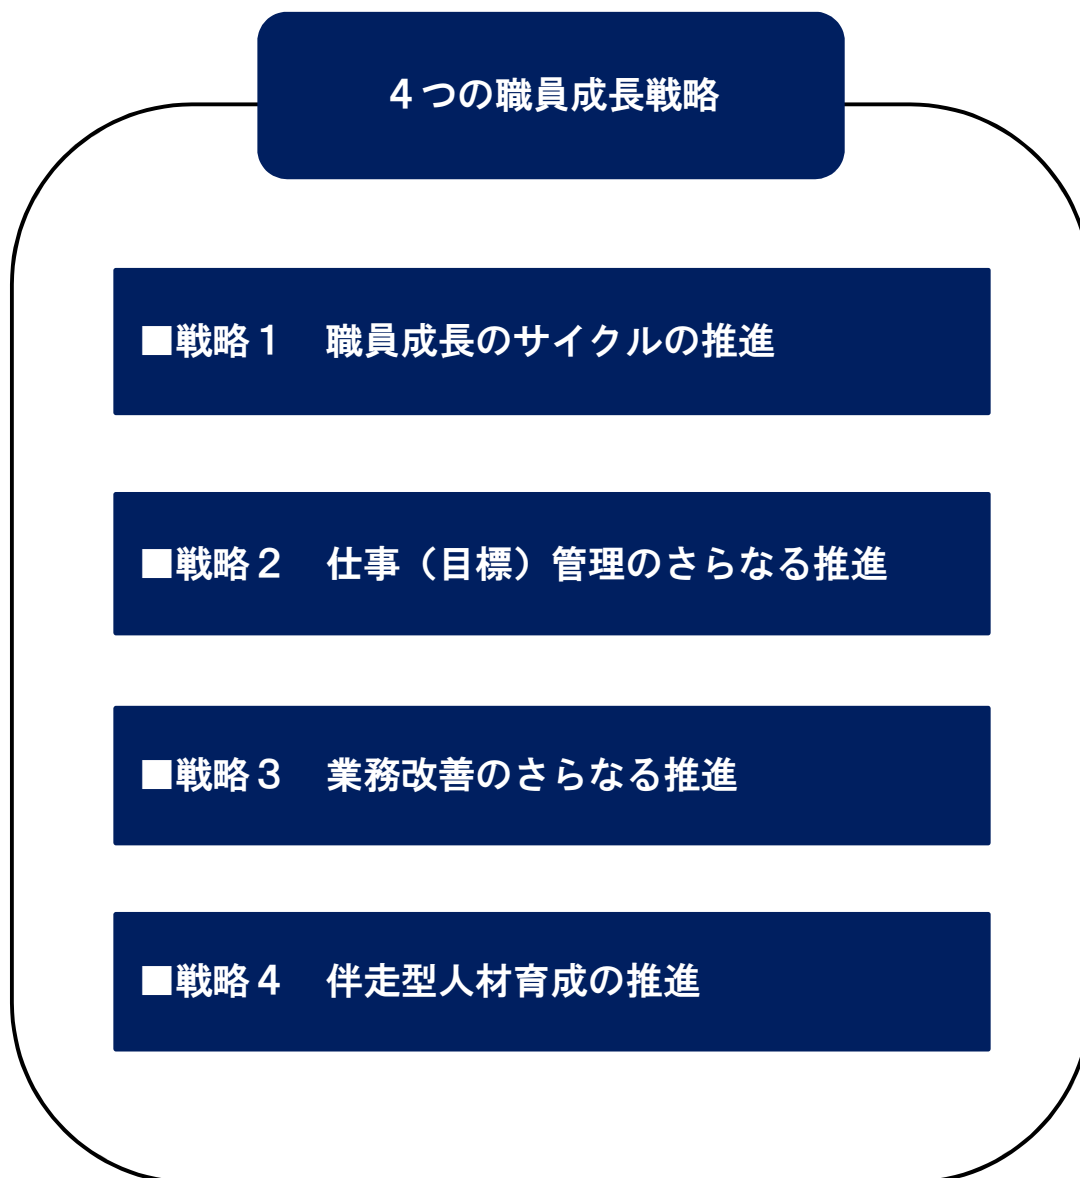 ４つの職員成長戦略
■戦略１　職員成長のサイクルの推進
■戦略２　仕事（目標）管理のさらなる推進
■戦略３　業務改善のさらなる推進
■戦略４　伴走型人材育成の推進